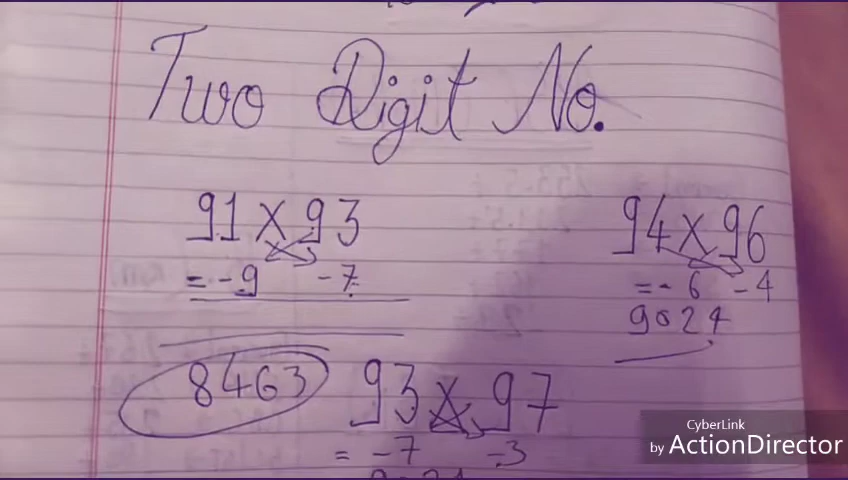 Two Digit No.
91 X 93
= -9 -7
8463
94 X 96
= - 6 - 4
9024
93 X 97
= -7 -3
CyberLink
by ActionDirector